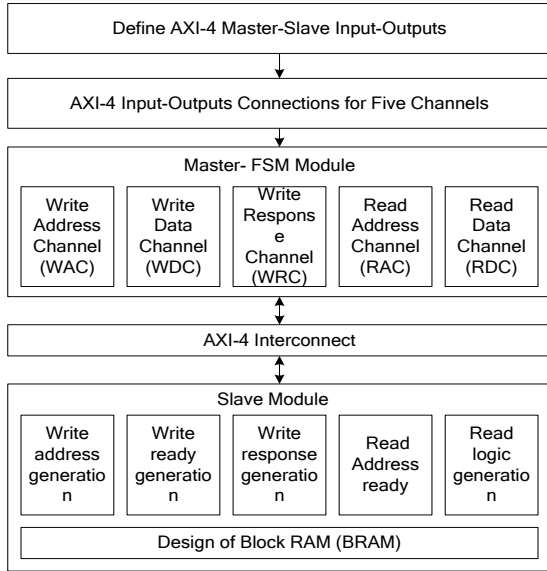 Define AXI-4 Master-Slave Input-Outputs
AXI-4 Input-Outputs Connections for Five Channels
Master- FSM Module
Write
Address
Channel
(WAC)
Write
Data
Channel
(WDC)
Write
Respons
e
Channel
(WRC)
Read
Address
Channel
(RAC)
Read
Data
Channel
(RDC)
AXI-4 Interconnect
Slave Module
Write
address
generatio
n
Write
ready
generatio
n
Write
response
generatio
n
Read
Address
ready
Read
logic
generatio
n
Design of Block RAM (BRAM)